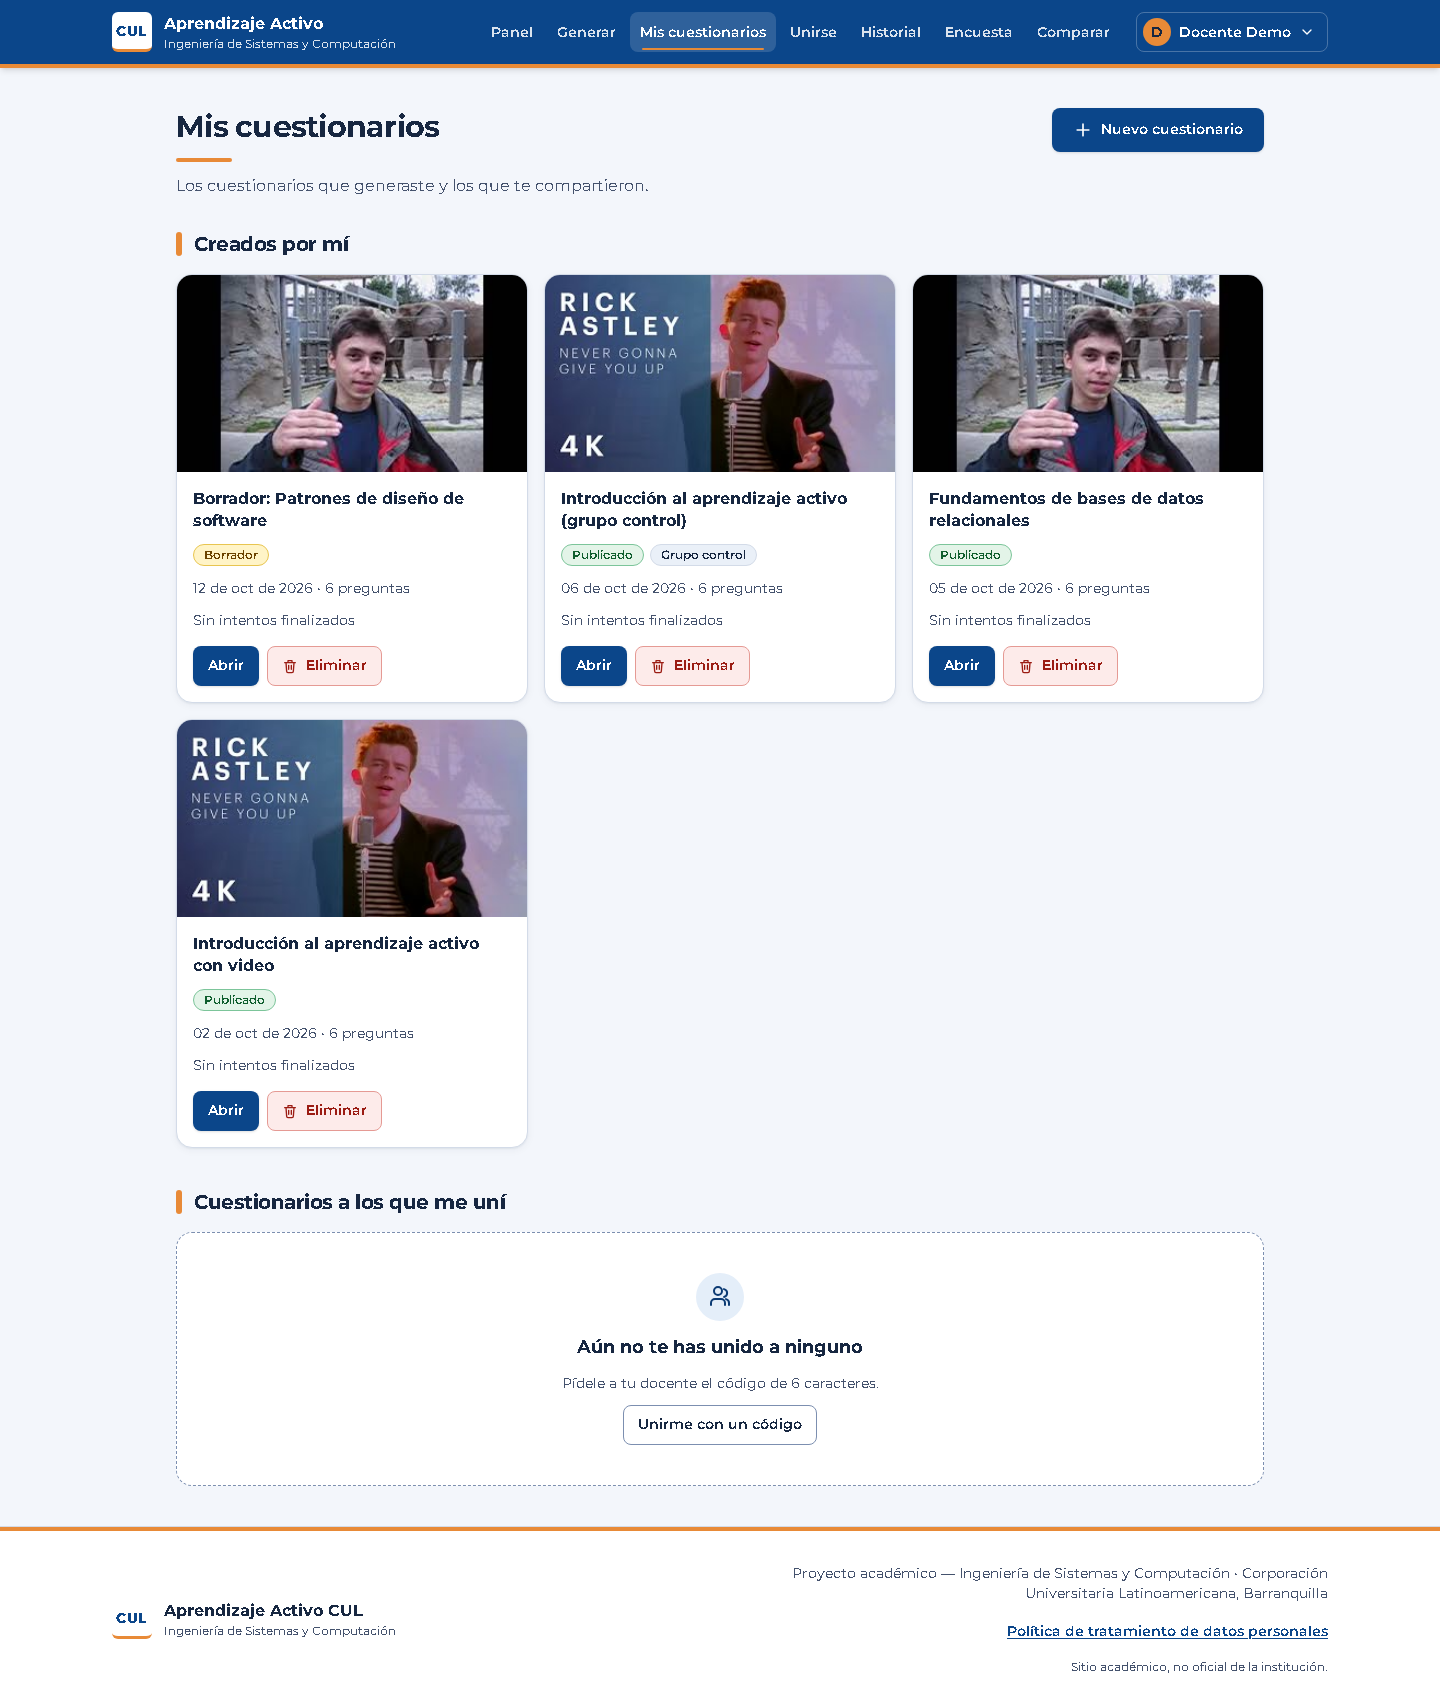 CUL
Aprendizaje Activo
Ingeniería de Sistemas y Computación
Panel
Generar
Mis cuestionarios
Unirse
Historial
Encuesta
Comparar
D
Docente Demo
Mis cuestionarios
Nuevo cuestionario
Los cuestionarios que generaste y los que te compartieron.
Creados por mí
Borrador: Patrones de diseño de
software
Borrador
12 de oct de 2026 · 6 preguntas
Sin intentos finalizados
Abrir
Eliminar
RICK
ASTLEY
NEVER GONNA
GIVE YOU UP
4K
Introducción al aprendizaje activo
(grupo control)
Publicado
Grupo control
06 de oct de 2026 · 6 preguntas
Sin intentos finalizados
Abrir
Eliminar
Fundamentos de bases de datos
relacionales
Publicado
05 de oct de 2026 · 6 preguntas
Sin intentos finalizados
Abrir
Eliminar
RICK
ASTLEY
NEVER GONNA
GIVE YOU UP
4K
Introducción al aprendizaje activo
con video
Publicado
02 de oct de 2026 · 6 preguntas
Sin intentos finalizados
Abrir
Eliminar
Cuestionarios a los que me uní
Aún no te has unido a ninguno
Pídele a tu docente el código de 6 caracteres.
Unirme con un código
CUL
Aprendizaje Activo CUL
Ingeniería de Sistemas y Computación
Proyecto académico — Ingeniería de Sistemas y Computación · Corporación
Universitaria Latinoamericana, Barranquilla
Política de tratamiento de datos personales
Sitio académico, no oficial de la institución.